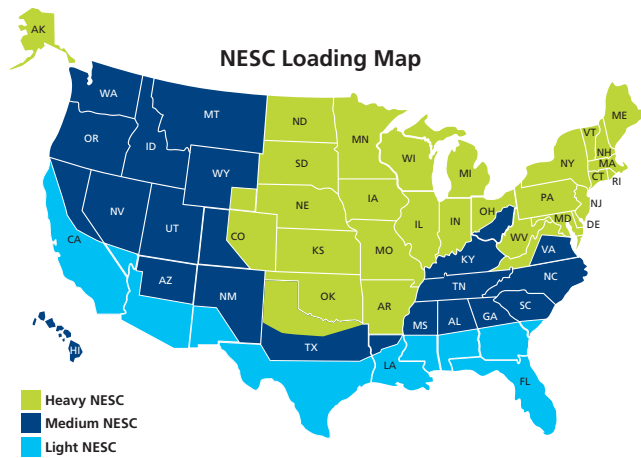 AK
NESC Loading Map
WA
MT
ND
MN
ME
VT
NH
OR
ID
SD
WI
MI
NY
MA
CT
RI
WY
IA
PA
NJ
NE
OH
MD
DE
NV
UT
CO
IL
IN
WV
CA
KS
MO
KY
VA
AZ
NM
OK
AR
TN
NC
SC
MS
AL
GA
HI
TX
LA
FL
Heavy NESC
Medium NESC
Light NESC